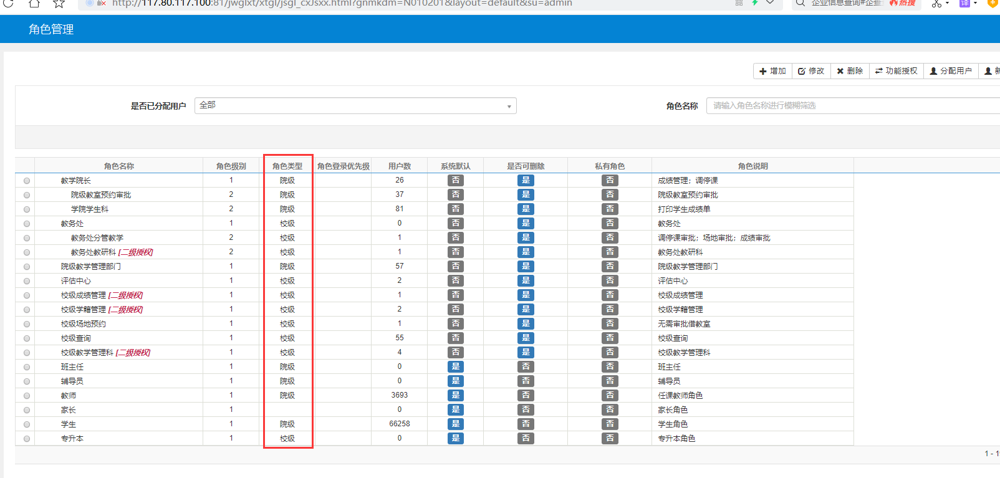 http://117.80.117.100:81/jwglxt/xtgl/jsgl_cxJsxx.html?gnmkdm=N010201&layout=default&su=admin 企业信息查询#企查 热搜 译
角色管理
增加 修改 删除 功能授权 分配用户
是否已分配用户 全部 角色名称 请输入角色名称进行模糊筛选
角色名称 角色级别 角色类型 角色登录优先级 用户数 系统默认 是否可删除 私有角色 角色说明
教学院长 1 院级 26 否 是 否 成绩管理；调停课
院级教室预约审批 2 院级 37 否 是 否 院级教室预约审批
学院学生科 2 院级 81 否 是 否 打印学生成绩单
教务处 1 校级 0 否 是 否 教务处
教务处分管教学 2 校级 1 否 是 否 调停课审批；场地审批；成绩审批
教务处教研科 [二级授权] 2 校级 1 否 是 否 教务处教研科
院级教学管理部门 1 院级 57 否 是 否 院级教学管理部门
评估中心 1 校级 2 否 是 否 评估中心
校级成绩管理 [二级授权] 1 校级 1 否 是 否 校级成绩管理
校级学籍管理 [二级授权] 1 校级 2 否 是 否 校级学籍管理
校级场地预约 1 校级 1 否 是 否 无需审批借教室
校级查询 1 校级 55 否 是 否 校级查询
校级教学管理科 [二级授权] 1 校级 4 否 是 否 校级教学管理科
班主任 1 院级 0 是 否 否 班主任
辅导员 1 院级 0 是 否 否 辅导员
教师 1 院级 3693 是 否 否 任课教师角色
家长 1 0 是 否 否 家长角色
学生 1 院级 66258 是 否 否 学生角色
专升本 1 校级 0 是 否 否 专升本角色
1 - 1